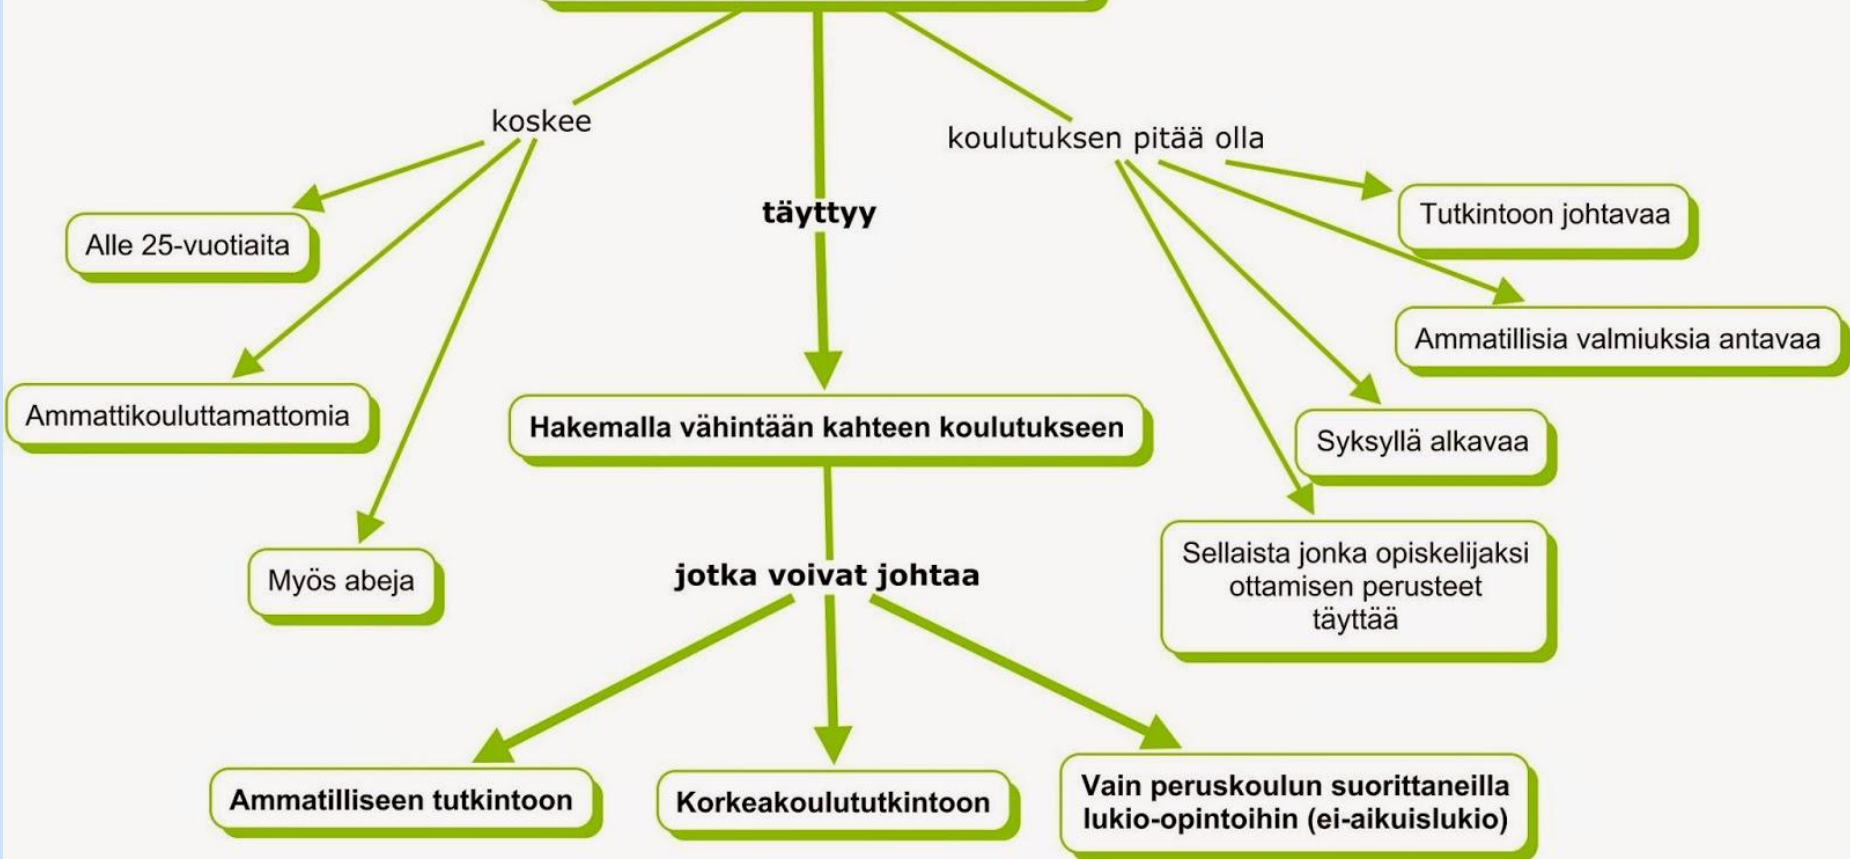 koskee
koulutuksen pitää olla
täyttyy
Alle 25-vuotiaita
Tutkintoon johtavaa
Ammatillisia valmiuksia antavaa
Ammattikouluttamattomia
Hakemalla vähintään kahteen koulutukseen
Syksyllä alkavaa
Myös abeja
jotka voivat johtaa
Sellaista jonka opiskelijaksi
ottamisen perusteet
täyttää
Ammatilliseen tutkintoon
Korkeakoulututkintoon
Vain peruskoulun suorittaneilla
lukio-opintoihin (ei-aikuislukio)